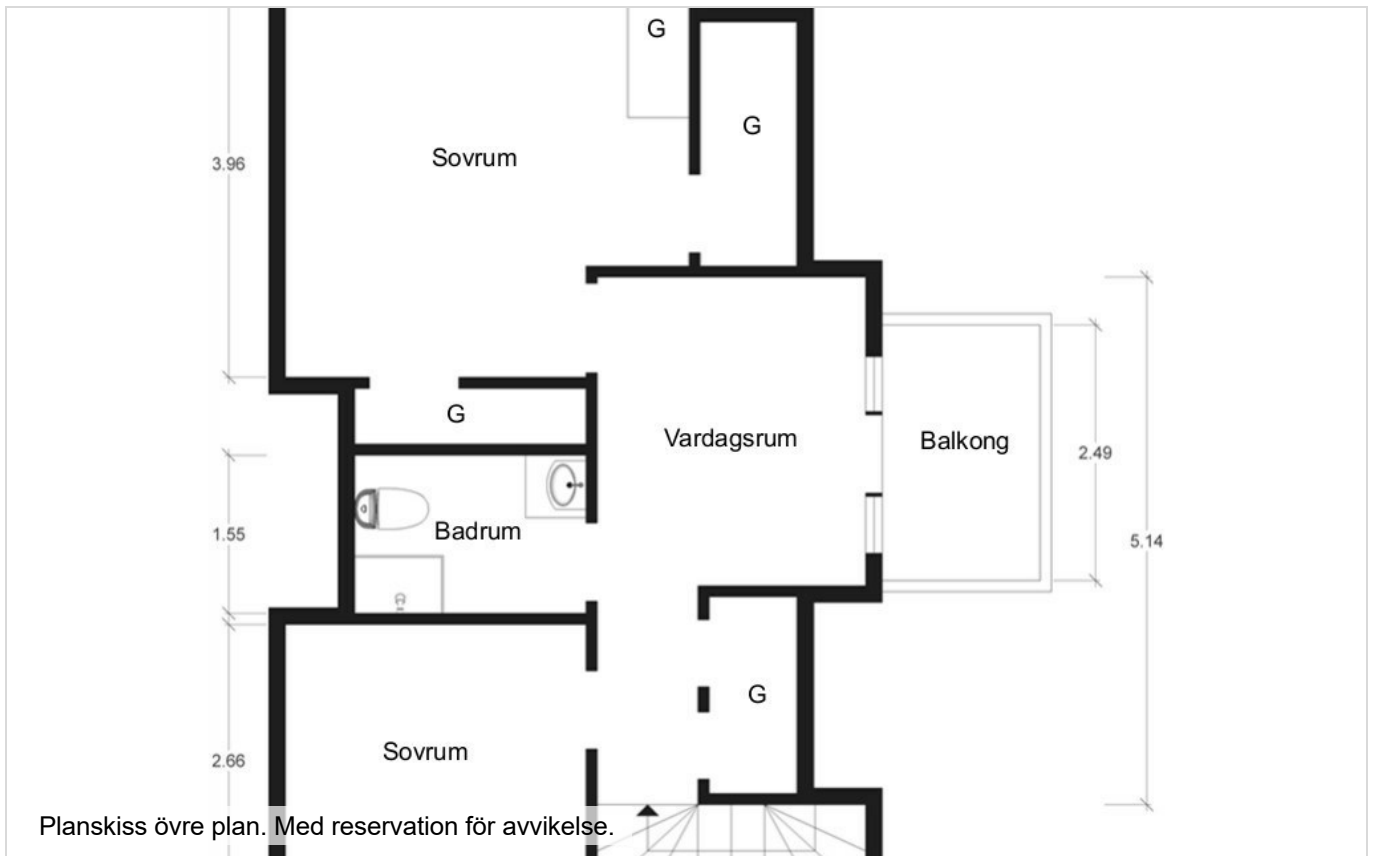 G
G
Sovrum
3.96
G
Vardagsrum
Balkong
2.49
Badrum
1.55
5.14
G
Sovrum
2.66
Planskiss övre plan. Med reservation för avvikelse.